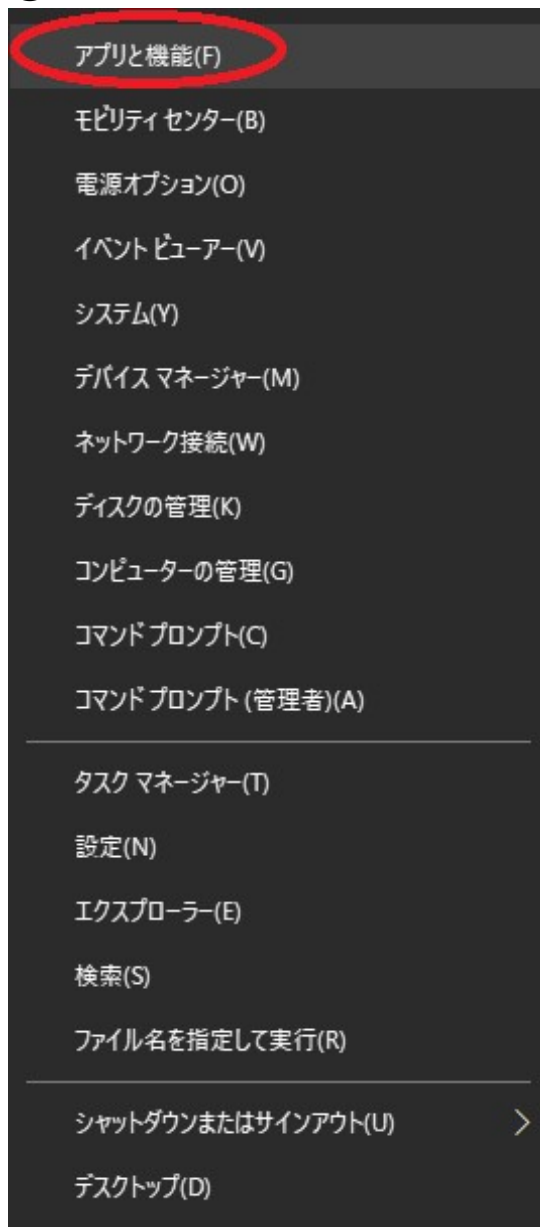 アプリと機能(F)
モビリティ センター(B)
電源オプション(O)
イベント ビューアー(V)
システム(Y)
デバイス マネージャー(M)
ネットワーク接続(W)
ディスクの管理(K)
コンピューターの管理(G)
コマンド プロンプト(C)
コマンド プロンプト (管理者)(A)
タスク マネージャー(T)
設定(N)
エクスプローラー(E)
検索(S)
ファイル名を指定して実行(R)
シャットダウンまたはサインアウト(U)
デスクトップ(D)